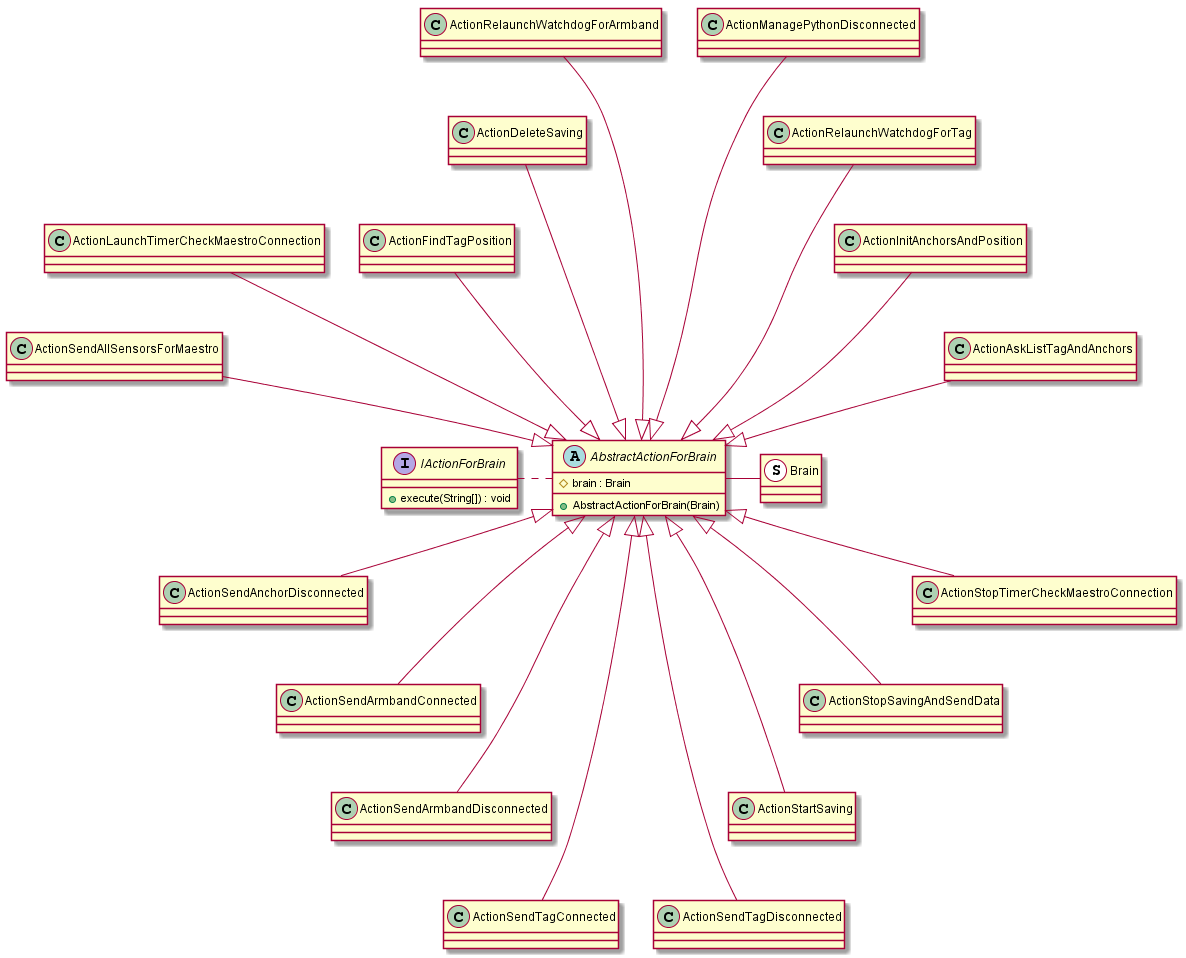 C ActionRelaunchWatchdogForArmband
C ActionManagePythonDisconnected
C ActionDeleteSaving
C ActionRelaunchWatchdogForTag
C ActionLaunchTimerCheckMaestroConnection
C ActionFindTagPosition
C ActionInitAnchorsAndPosition
C ActionSendAllSensorsForMaestro
C ActionAskListTagAndAnchors
I IActionForBrain
execute(String[]) : void
A AbstractActionForBrain
brain : Brain
AbstractActionForBrain(Brain)
S Brain
C ActionSendAnchorDisconnected
C ActionStopTimerCheckMaestroConnection
C ActionSendArmbandConnected
C ActionStopSavingAndSendData
C ActionSendArmbandDisconnected
C ActionStartSaving
C ActionSendTagConnected
C ActionSendTagDisconnected